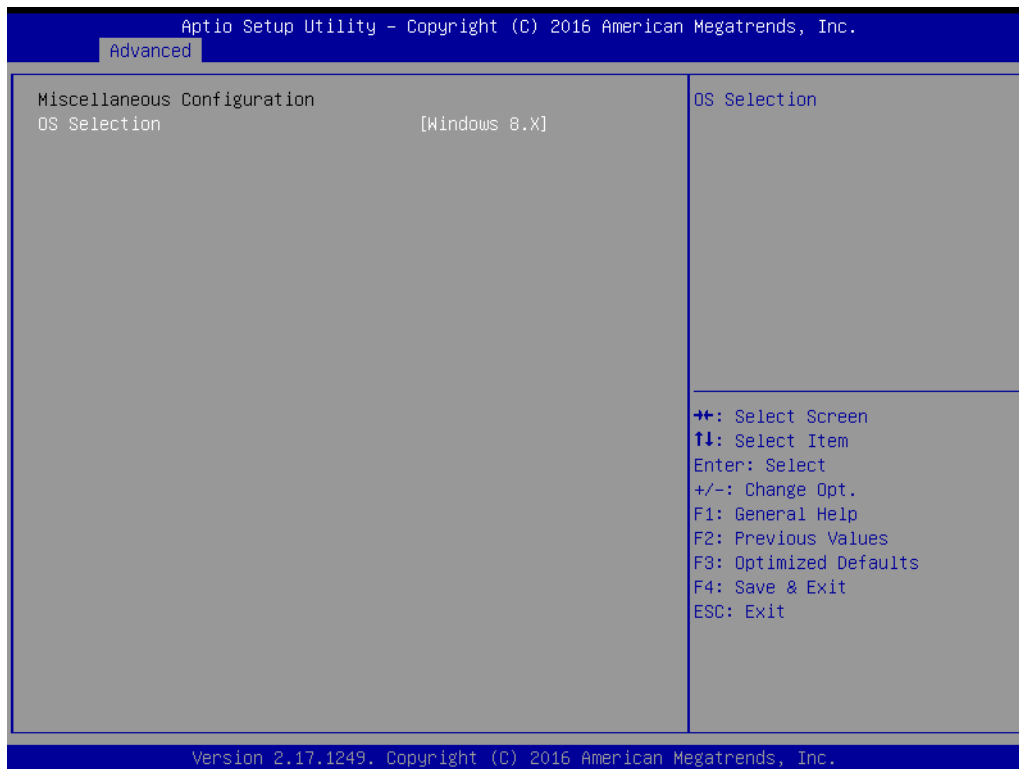 Aptio Setup Utility – Copyright (C) 2016 American Megatrends, Inc.
Advanced
Miscellaneous Configuration
OS Selection [Windows 8.X]
OS Selection
→←: Select Screen
↑↓: Select Item
Enter: Select
+/-: Change Opt.
F1: General Help
F2: Previous Values
F3: Optimized Defaults
F4: Save & Exit
ESC: Exit
Version 2.17.1249. Copyright (C) 2016 American Megatrends, Inc.